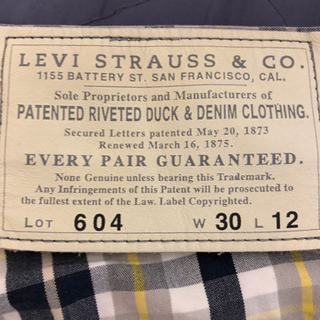 LEVI STRAUSS & CO.
1155 BATTERY ST. SAN FRANCISCO, CAL.
Sole Proprietors and Manufacturers of
PATENTED RIVETED DUCK & DENIM CLOTHING.
Secured Letters patented May 20, 1873
Renewed March 16, 1875.
EVERY PAIR GUARANTEED.
None Genuine unless bearing this Trademark.
Any Infringements of this Patent will be prosecuted to
the fullest extent of the Law. Label Copyrighted.
LOT 604 W 30 L 12